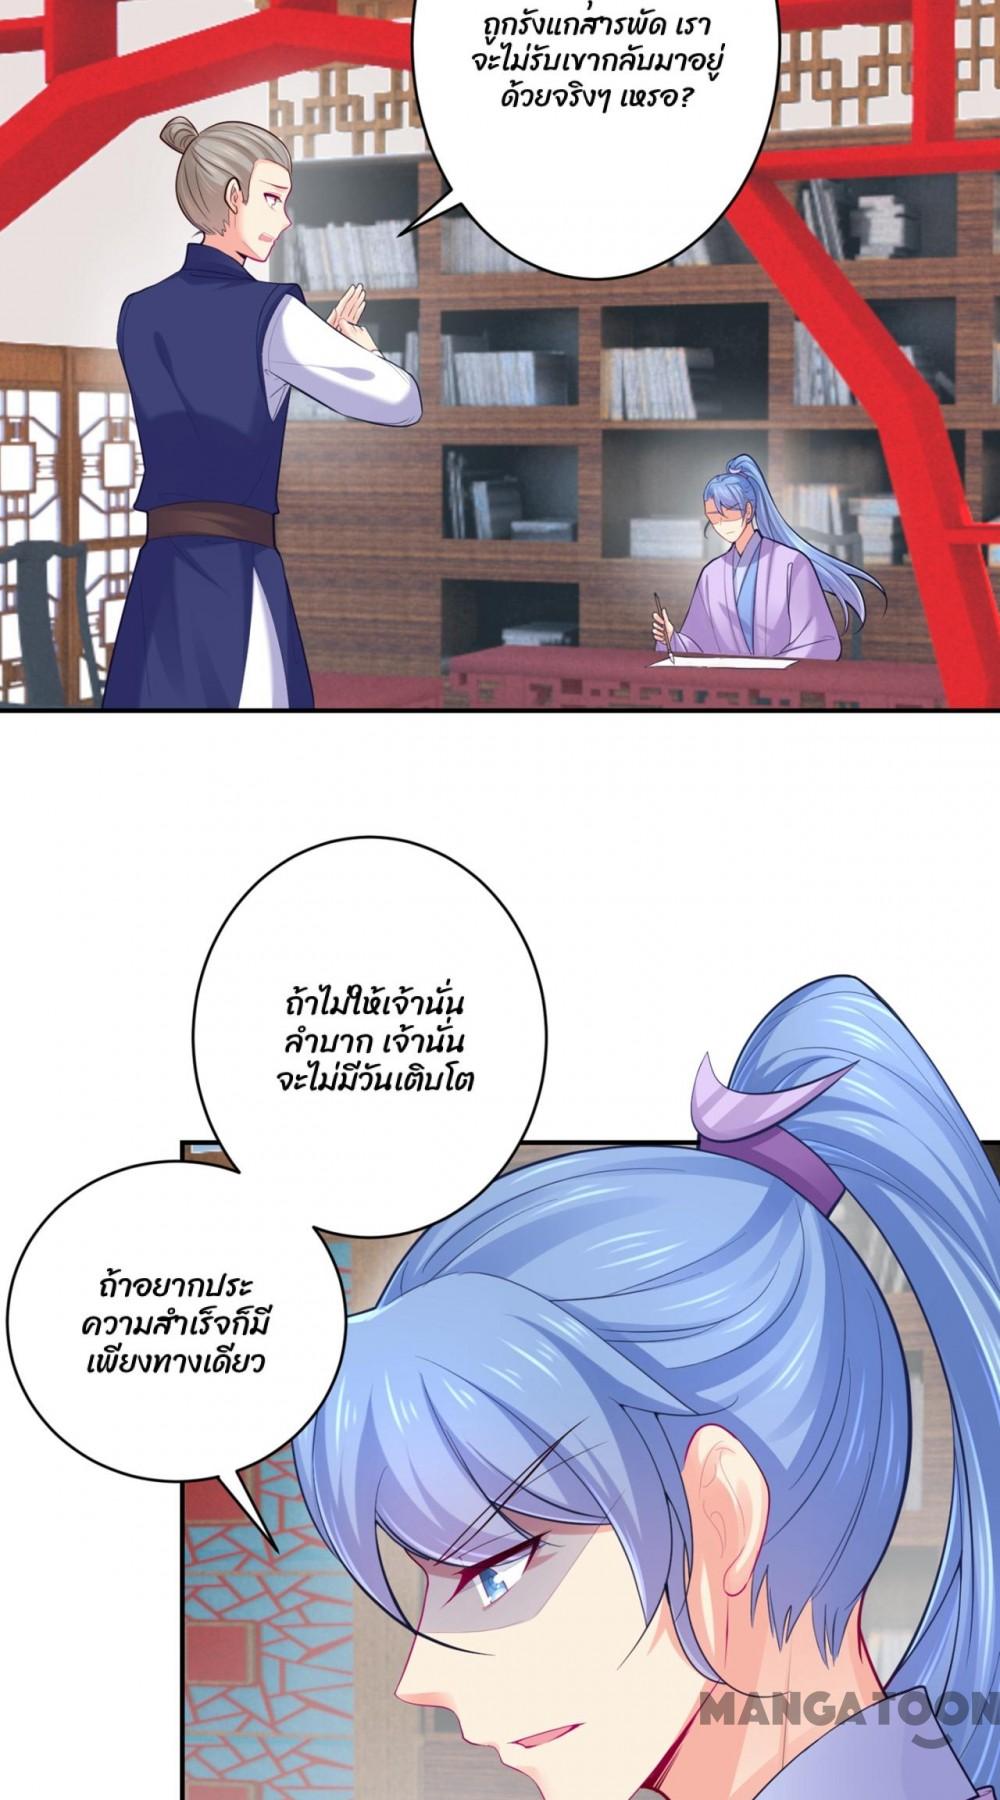 ถูกรังแกสารพัด เรา
จะไม่รับเขากลับมาอยู่
ด้วยจริงๆ เหรอ?
ถ้าไม่ให้เจ้านั่น
ลำบาก เจ้านั่น
จะไม่มีวันเติบโต
ถ้าอยากประ
ความสำเร็จก็มี
เพียงทางเดียว
MANGATOON